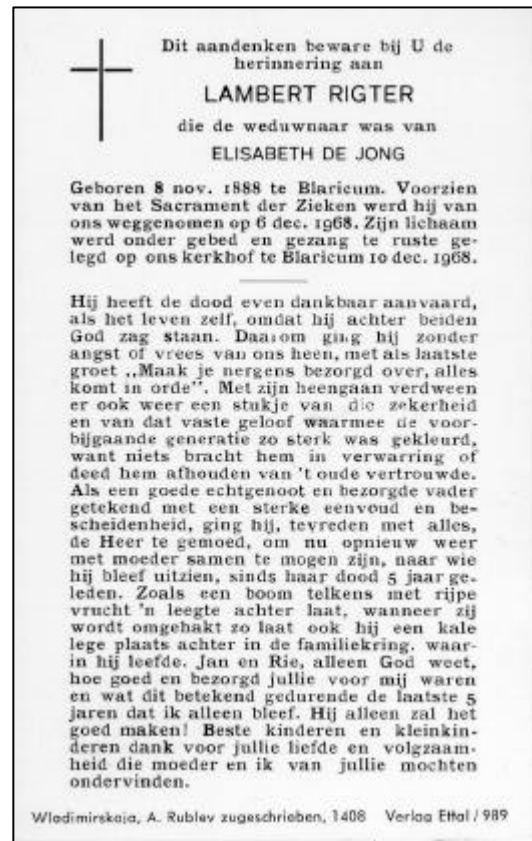 Dit aandenken beware bij U de
herinnering aan
LAMBERT RIGTER
die de weduwnaar was van
ELISABETH DE JONG
Geboren 8 nov. 1888 te Blaricum. Voorzien
van het Sacrament der Zieken werd hij van
ons weggenomen op 6 dec. 1968. Zijn lichaam
werd onder gebed en gezang te ruste ge-
legd op ons kerkhof te Blaricum 10 dec. 1968.
Hij heeft de dood even dankbaar aanvaard,
als het leven zelf, omdat hij achter beiden
God zag staan. Daarom ging hij zonder
angst of vrees van ons heen, met als laatste
groet „Maak je nergens bezorgd over, alles
komt in orde”. Met zijn heengaan verdween
er ook weer een stukje van die zekerheid
en van dat vaste geloof waarmee de voor-
bijgaande generatie zo sterk was gekleurd,
want niets bracht hem in verwarring of
deed hem afhouden van 't oude vertrouwde.
Als een goede echtgenoot en bezorgde vader
getekend met een sterke eenvoud en be-
scheidenheid, ging hij, tevreden met alles,
de Heer te gemoed, om nu opnieuw weer
met moeder samen te mogen zijn, naar wie
hij bleef uitzien, sinds haar dood 5 jaar ge-
leden. Zoals een boom telkens met rijpe
vrucht 'n leegte achter laat, wanneer zij
wordt omgehakt zo laat ook hij een kale
lege plaats achter in de familiekring. waar-
in hij leefde. Jan en Rie, alleen God weet,
hoe goed en bezorgd jullie voor mij waren
en wat dit betekend gedurende de laatste 5
jaren dat ik alleen bleef. Hij alleen zal het
goed maken! Beste kinderen en kleinkin-
deren dank voor jullie liefde en volgzaam-
heid die moeder en ik van jullie mochten
ondervinden.
Wladimirskaja, A. Rublev zugeschrieben, 1408 Verlag Ettal / 989